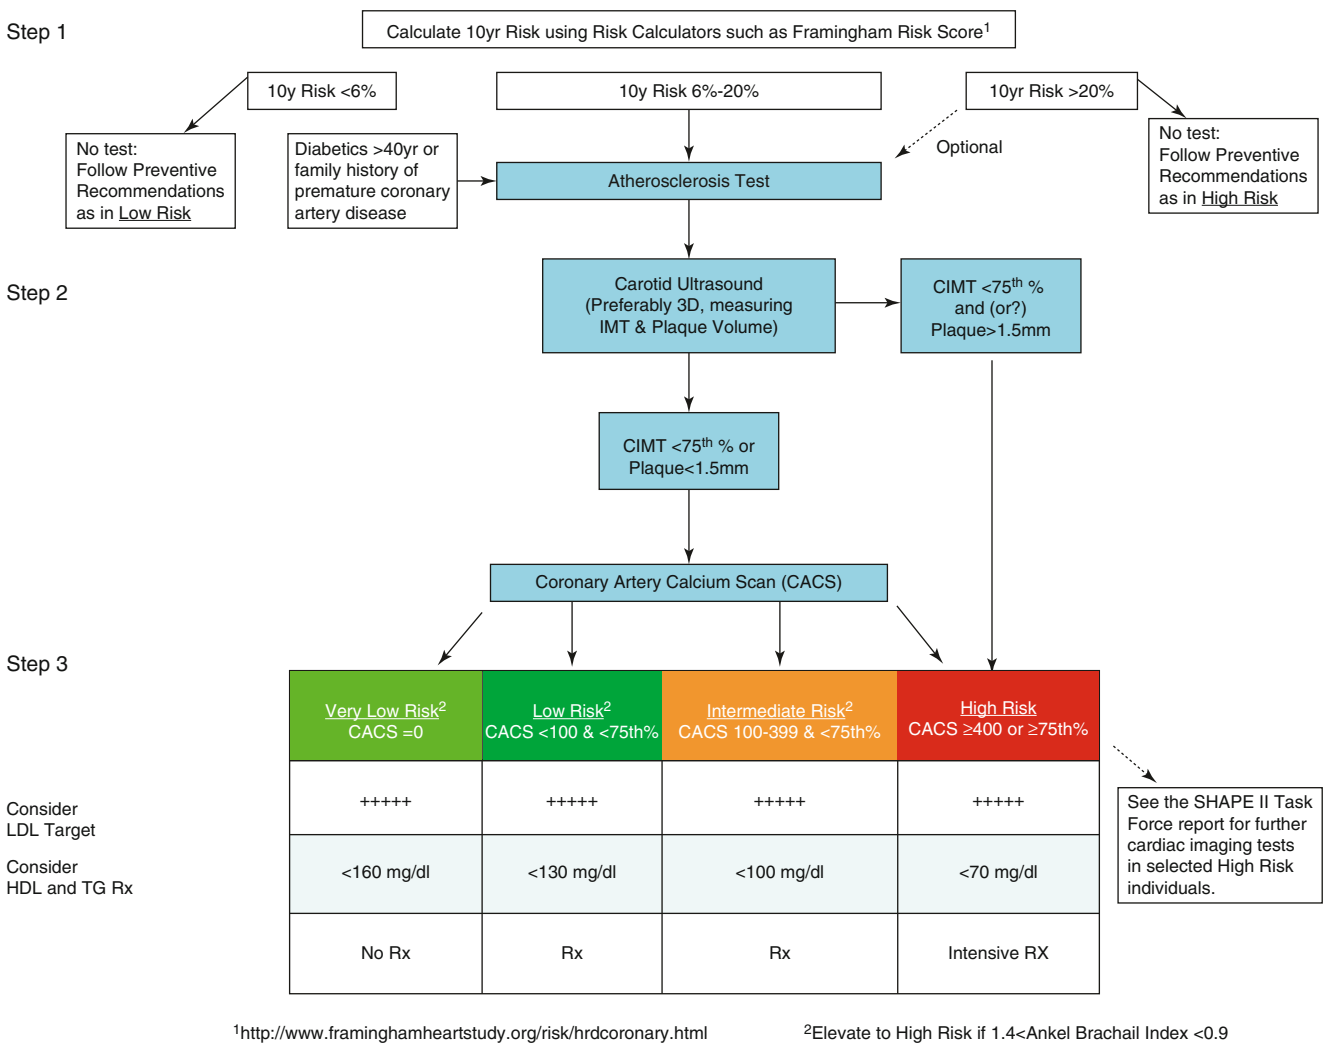 Step 1
Calculate 10yr Risk using Risk Calculators such as Framingham Risk Score1
10y Risk <6%
10y Risk 6%-20%
10yr Risk >20%
No test:
Follow Preventive
Recommendations
as in Low Risk
Diabetics >40yr or
family history of
premature coronary
artery disease
Atherosclerosis Test
Optional
No test:
Follow Preventive
Recommendations
as in High Risk
Step 2
Carotid Ultrasound
(Preferably 3D, measuring
IMT & Plaque Volume)
CIMT <75th %
and (or?)
Plaque>1.5mm
CIMT <75th % or
Plaque<1.5mm
Coronary Artery Calcium Scan (CACS)
Step 3
Very Low Risk2
CACS =0
Low Risk2
CACS <100 & <75th%
Intermediate Risk2
CACS 100-399 & <75th%
High Risk
CACS ≥400 or ≥75th%
Consider
LDL Target
+++++
+++++
+++++
+++++
See the SHAPE II Task
Force report for further
cardiac imaging tests
in selected High Risk
individuals.
Consider
HDL and TG Rx
<160 mg/dl
<130 mg/dl
<100 mg/dl
<70 mg/dl
No Rx
Rx
Rx
Intensive RX
1http://www.framinghamheartstudy.org/risk/hrdcoronary.html
2Elevate to High Risk if 1.4<Ankel Brachail Index <0.9